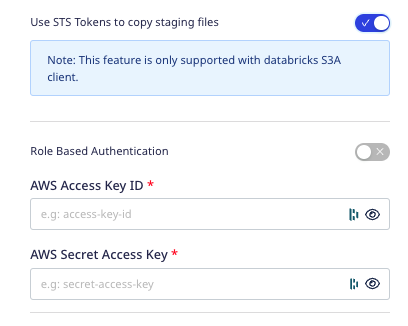 Use STS Tokens to copy staging files
Note: This feature is only supported with databricks S3A
client.
Role Based Authentication
AWS Access Key ID *
e.g: access-key-id
AWS Secret Access Key *
e.g: secret-access-key